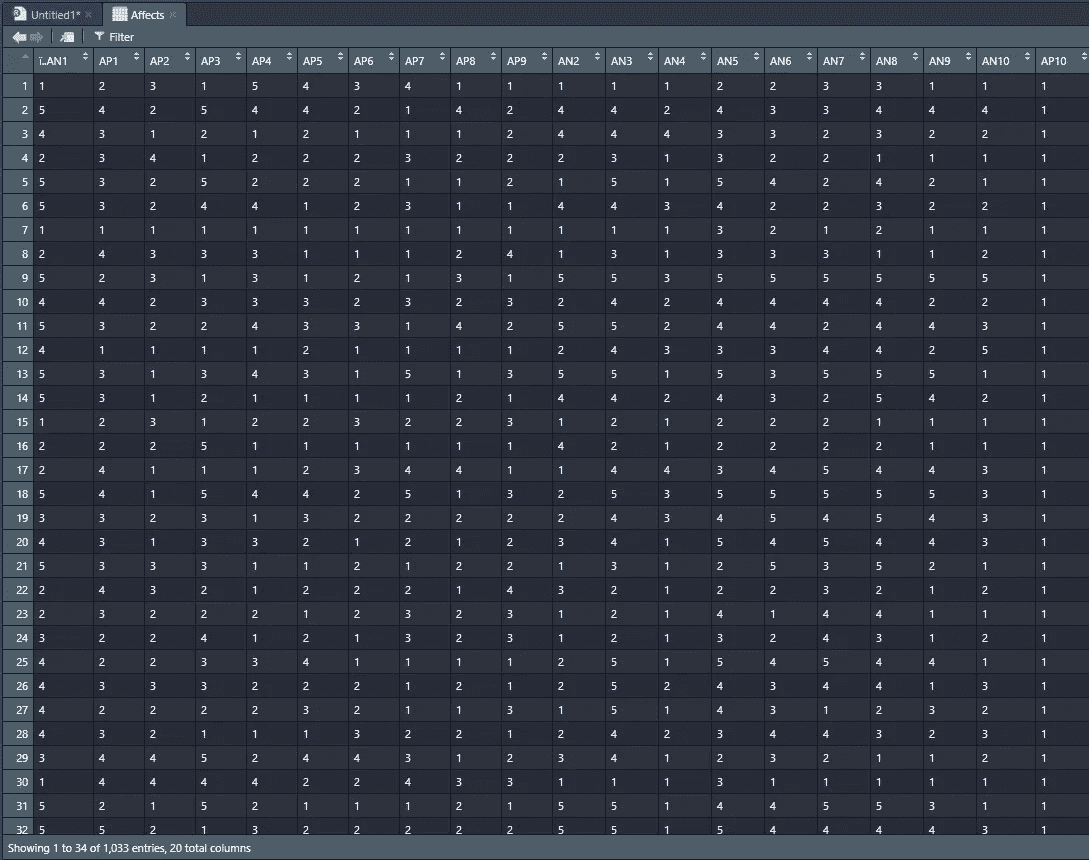 Untitled1* × Affects ×
Filter
ï..AN1 AP1 AP2 AP3 AP4 AP5 AP6 AP7 AP8 AP9 AN2 AN3 AN4 AN5 AN6 AN7 AN8 AN9 AN10 AP10
1 1 2 3 1 5 4 3 4 1 1 1 1 1 2 2 3 3 1 1 1
2 5 4 2 5 4 4 2 1 4 2 4 4 2 4 3 3 4 4 4 1
3 4 3 1 2 1 2 1 1 1 2 4 4 4 3 3 2 3 2 2 1
4 2 3 4 1 2 2 2 3 2 2 2 3 1 3 2 2 1 1 1 1
5 5 3 2 5 2 2 2 1 1 2 1 5 1 5 4 2 4 2 1 1
6 5 3 2 4 4 1 2 3 1 1 4 4 3 4 2 2 3 2 2 1
7 1 1 1 1 1 1 1 1 1 1 1 1 1 3 2 1 2 1 1 1
8 2 4 3 3 3 1 1 1 2 4 1 3 1 3 3 3 1 1 2 1
9 5 2 3 1 3 1 2 1 3 1 5 5 3 5 5 5 5 5 5 1
10 4 4 2 3 3 3 2 3 2 3 2 4 2 4 4 4 4 2 2 1
11 5 3 2 2 4 3 3 1 4 2 5 5 2 4 4 2 4 4 3 1
12 4 1 1 1 1 2 1 1 1 1 2 4 3 3 3 4 4 2 5 1
13 5 3 1 3 4 3 1 5 1 3 5 5 1 5 3 5 5 5 1 1
14 5 3 1 2 1 1 1 1 2 1 4 4 2 4 3 2 5 4 2 1
15 1 2 3 1 2 2 3 2 2 3 1 2 1 2 2 2 1 1 1 1
16 2 2 2 5 1 1 1 1 1 1 4 2 1 2 2 2 2 1 1 1
17 2 4 1 1 1 2 3 4 4 1 1 4 4 3 4 5 4 4 3 1
18 5 4 1 5 4 4 2 5 1 3 2 5 3 5 5 5 5 5 3 1
19 3 3 2 3 1 3 2 2 2 2 2 4 3 4 5 4 5 4 3 1
20 4 3 1 3 3 2 1 2 1 2 3 4 1 5 4 5 4 4 3 1
21 5 3 3 3 1 1 2 1 2 2 1 3 1 2 5 3 5 2 1 1
22 2 4 3 2 1 2 2 2 1 4 3 2 1 2 2 3 2 1 2 1
23 2 3 2 2 2 1 2 3 2 3 1 2 1 4 1 4 4 1 1 1
24 3 2 2 4 1 2 1 3 2 3 1 2 1 3 2 4 3 1 2 1
25 4 2 2 3 3 4 1 1 1 1 2 5 1 5 4 5 4 4 1 1
26 4 3 3 3 2 2 2 1 2 1 2 5 2 4 3 4 4 1 3 1
27 4 2 2 2 2 3 2 1 1 3 1 5 1 4 3 1 2 3 2 1
28 4 3 2 1 1 1 3 2 2 1 2 4 2 3 4 4 3 2 3 1
29 3 4 4 5 2 4 4 3 1 2 3 4 1 2 3 2 1 1 2 1
30 1 4 4 4 4 2 2 4 3 3 1 1 1 3 1 1 1 1 1 1
31 5 2 1 5 2 1 1 1 2 1 5 5 1 4 4 5 5 3 1 1
32 5 5 2 1 3 2 2 2 2 2 5 5 1 5 4 4 4 4 3 1
Showing 1 to 34 of 1,033 entries, 20 total columns